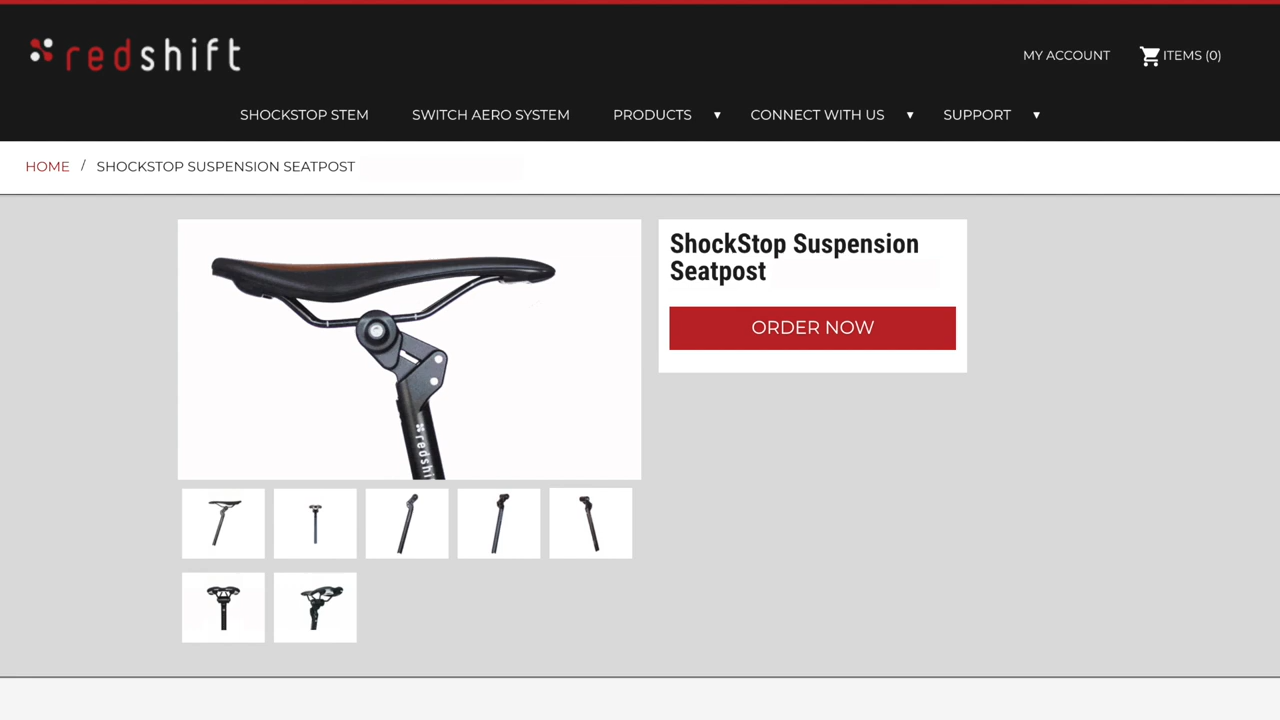 redshift
MY ACCOUNT
ITEMS (0)
SHOCKSTOP STEM
SWITCH AERO SYSTEM
PRODUCTS ▼
CONNECT WITH US ▼
SUPPORT ▼
HOME / SHOCKSTOP SUSPENSION SEATPOST
ShockStop Suspension
Seatpost
ORDER NOW
redshi